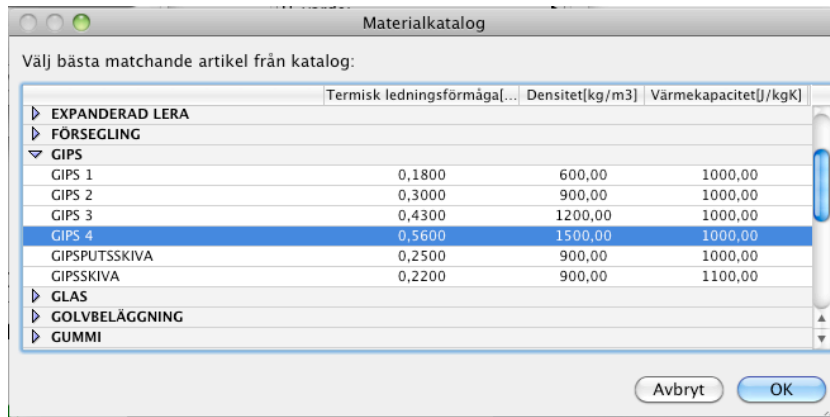 Materialkatalog
Välj bästa matchande artikel från katalog:
Termisk ledningsförmåga[... Densitet[kg/m3] Värmekapacitet[J/kgK]
EXPANDERAD LERA
FÖRSEGLING
GIPS
GIPS 1 0,1800 600,00 1000,00
GIPS 2 0,3000 900,00 1000,00
GIPS 3 0,4300 1200,00 1000,00
GIPS 4 0,5600 1500,00 1000,00
GIPSPUTSSKIVA 0,2500 900,00 1000,00
GIPSSKIVA 0,2200 900,00 1100,00
GLAS
GOLVBELÄGGNING
GUMMI
Avbryt OK